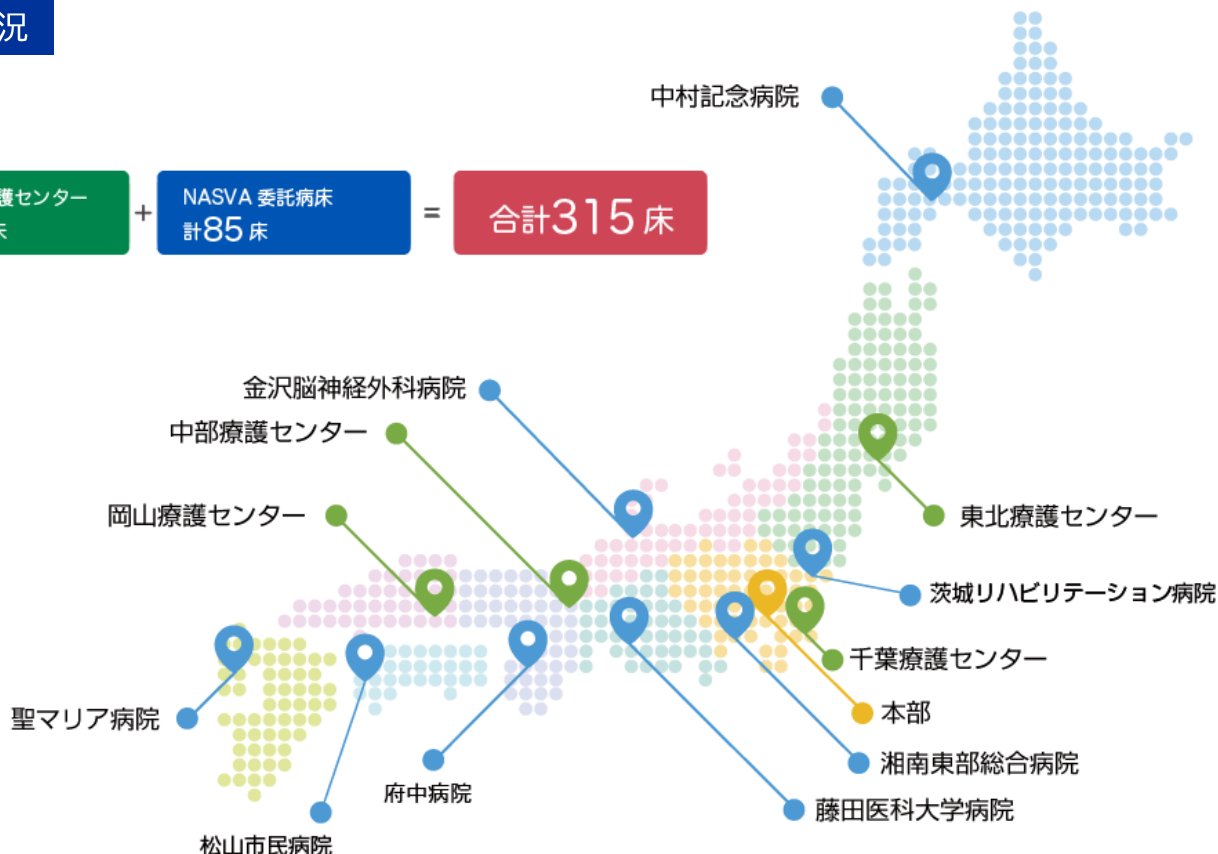 況
中村記念病院
護センター
床
+
NASVA 委託病床
計85 床
=
合計315 床
金沢脳神経外科病院
中部療護センター
岡山療護センター
東北療護センター
茨城リハビリテーション病院
千葉療護センター
聖マリア病院
本部
湘南東部総合病院
府中病院
藤田医科大学病院
松山市民病院